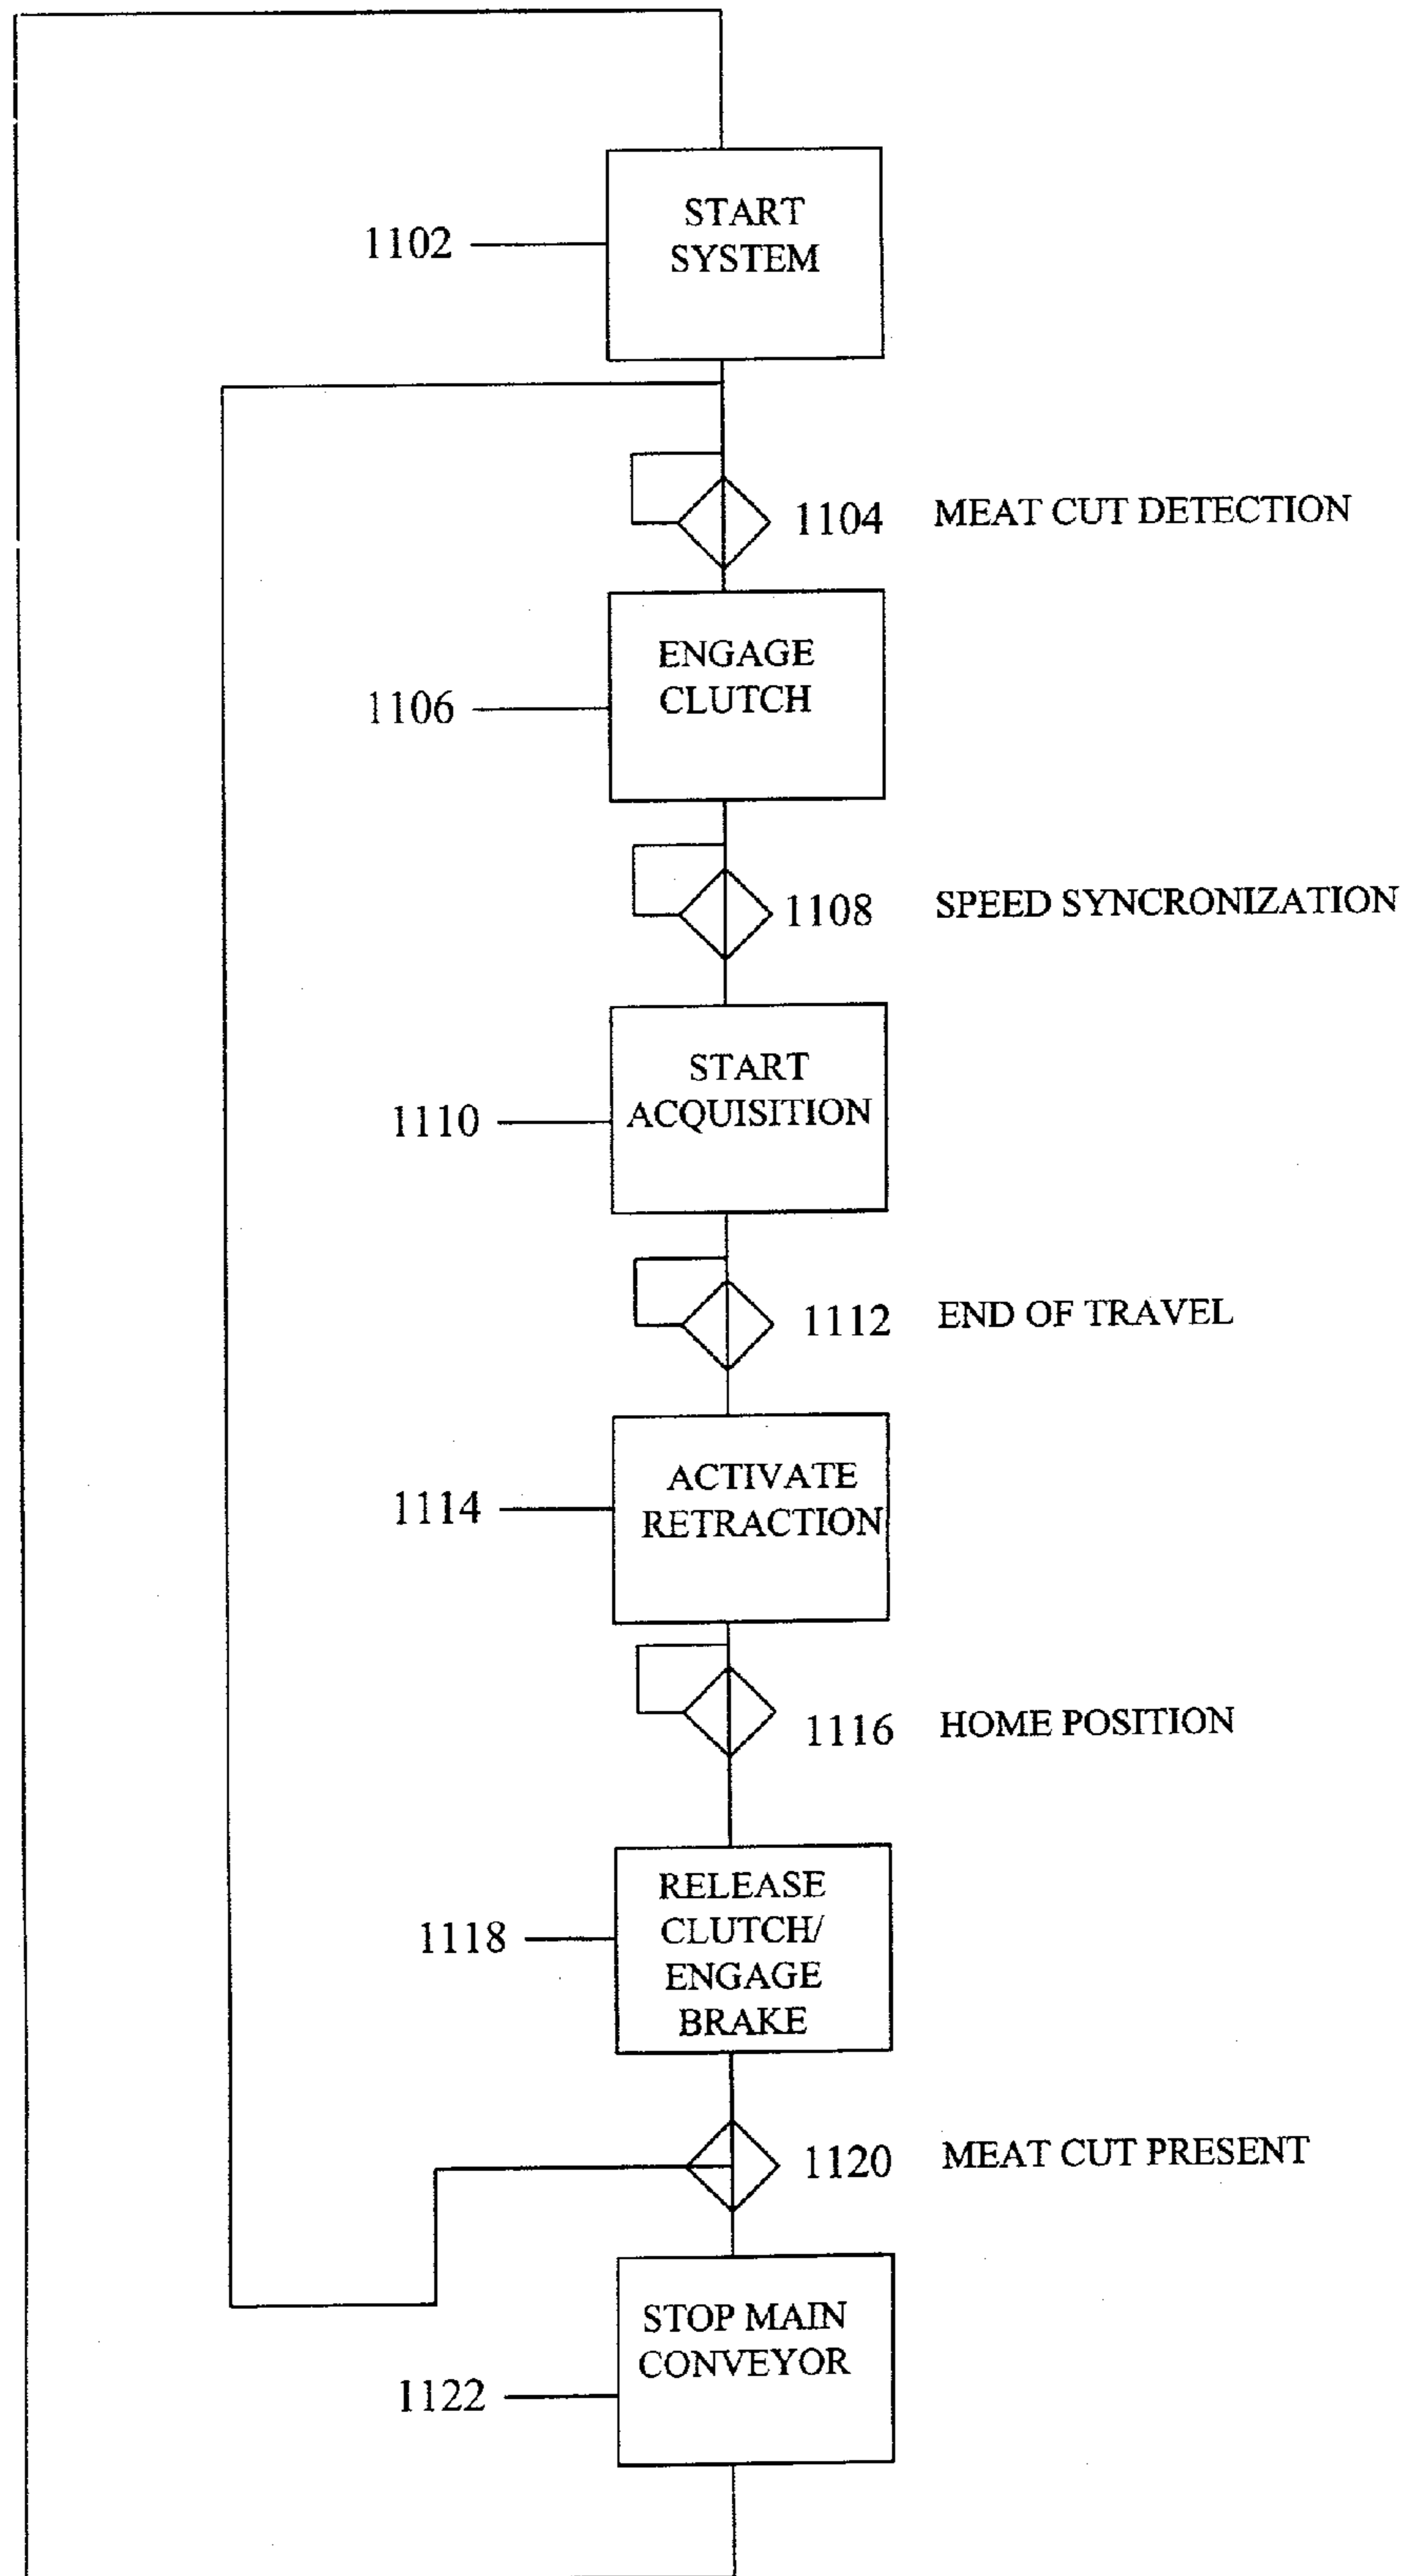 START
SYSTEM
1102
1104 MEAT CUT DETECTION
ENGAGE
CLUTCH
1106
1108 SPEED SYNCRONIZATION
START
ACQUISITION
1110
1112 END OF TRAVEL
ACTIVATE
RETRACTION
1114
1116 HOME POSITION
RELEASE
CLUTCH/
ENGAGE
BRAKE
1118
1120 MEAT CUT PRESENT
STOP MAIN
CONVEYOR
1122